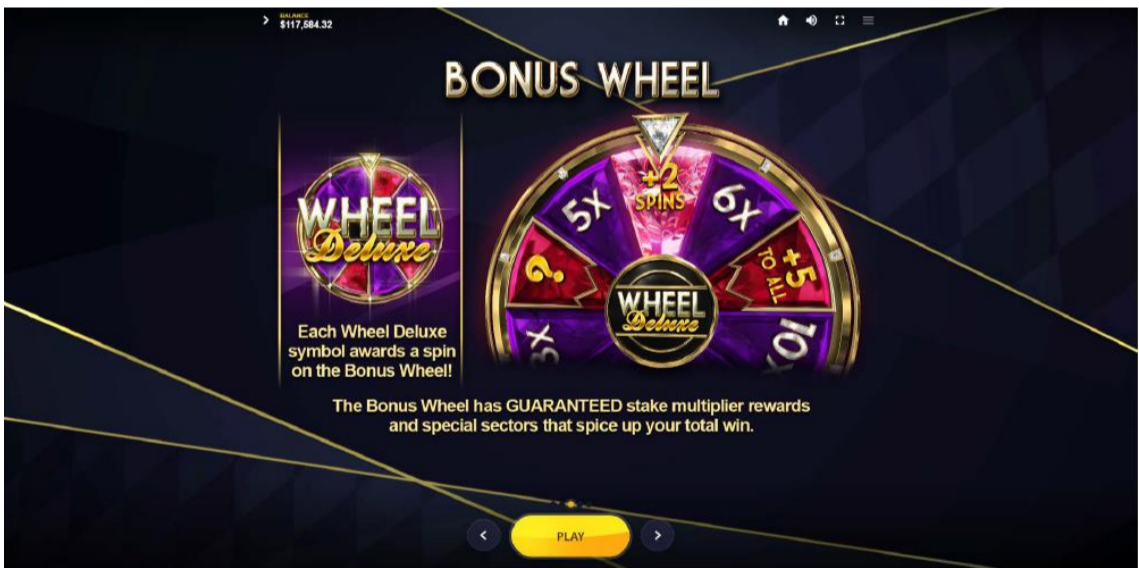 BALANCE
$117,584.32
BONUS WHEEL
+2
SPINS
5X
6X
?
+5
TO ALL
WHEEL
Deluxe
WHEEL
Deluxe
10X
Each Wheel Deluxe
symbol awards a spin
on the Bonus Wheel!
The Bonus Wheel has GUARANTEED stake multiplier rewards
and special sectors that spice up your total win.
PLAY